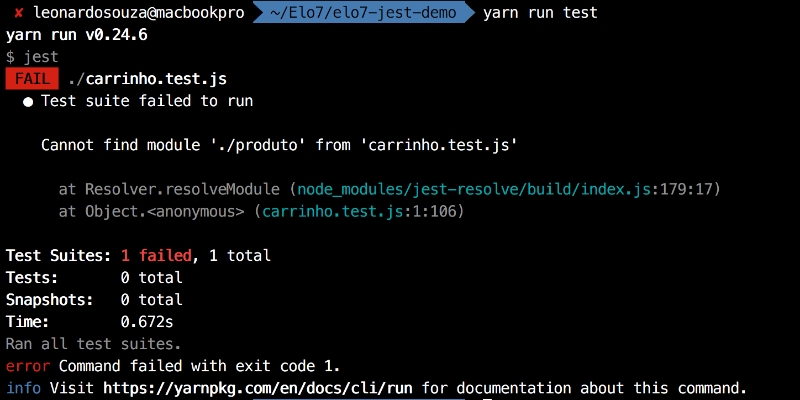 ✘ leonardosouza@macbookpro ~/Elo7/elo7-jest-demo yarn run test
yarn run v0.24.6
$ jest
FAIL ./carrinho.test.js
● Test suite failed to run
Cannot find module './produto' from 'carrinho.test.js'
at Resolver.resolveModule (node_modules/jest-resolve/build/index.js:179:17)
at Object.<anonymous> (carrinho.test.js:1:106)
Test Suites: 1 failed, 1 total
Tests: 0 total
Snapshots: 0 total
Time: 0.672s
Ran all test suites.
error Command failed with exit code 1.
info Visit https://yarnpkg.com/en/docs/cli/run for documentation about this command.